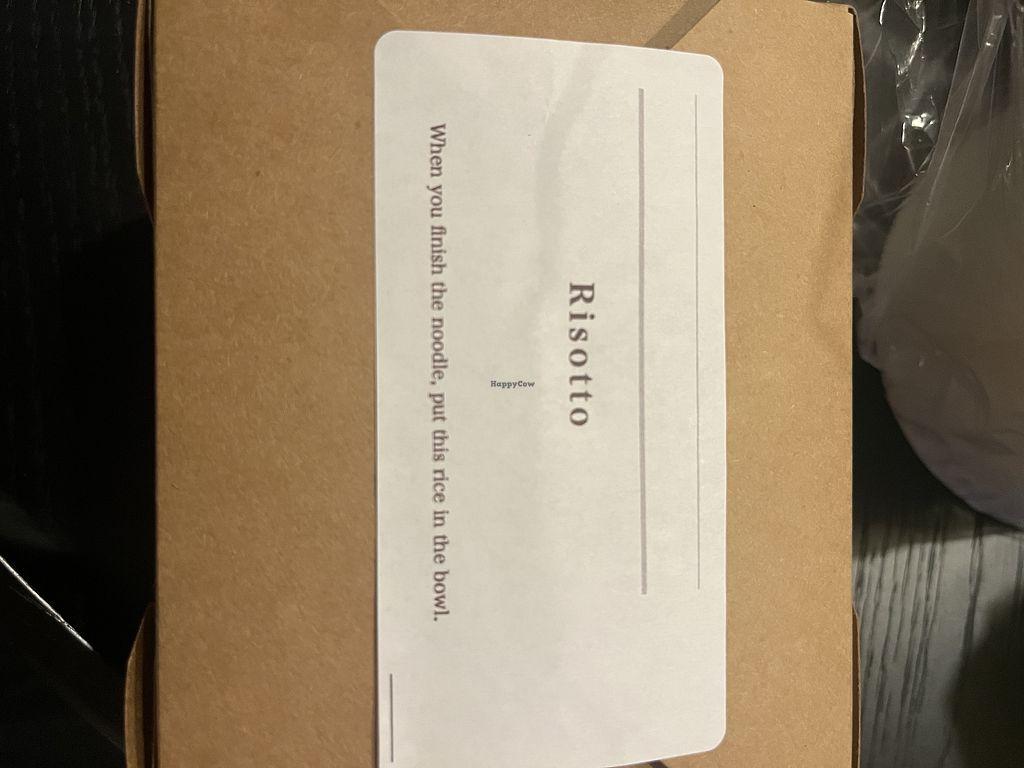 Risotto
HappyCow
When you finish the noodle, put this rice in the bowl.